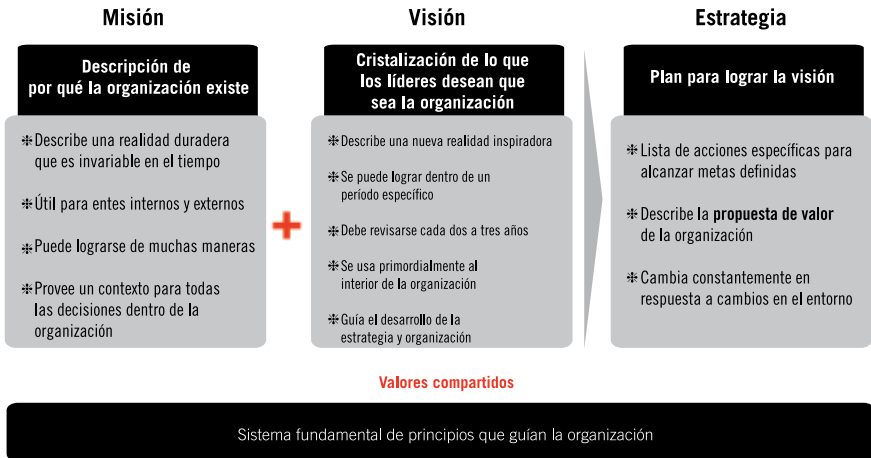 Misión
Descripción de
por qué la organización existe
❉Describe una realidad duradera
que es invariable en el tiempo
❉Útil para entes internos y externos
❉Puede lograrse de muchas maneras
❉Provee un contexto para todas
las decisiones dentro de la
organización
+
Visión
Cristalización de lo que
los líderes desean que
sea la organización
❉Describe una nueva realidad inspiradora
❉Se puede lograr dentro de un
período específico
❉Debe revisarse cada dos a tres años
❉Se usa primordialmente al
interior de la organización
❉Guía el desarrollo de la
estrategia y organización
Estrategia
Plan para lograr la visión
❉Lista de acciones específicas para
alcanzar metas definidas
❉Describe la propuesta de valor
de la organización
❉Cambia constantemente en
respuesta a cambios en el entorno
Valores compartidos
Sistema fundamental de principios que guían la organización